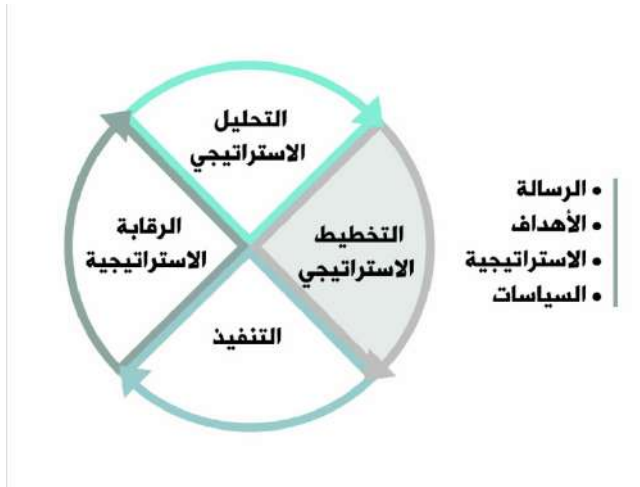 التحليل
الاستراتيجي
التخطيط
الاستراتيجي
التنفيذ
الرقابة
الاستراتيجية
• الرسالة
• الأهداف
• الاستراتيجية
• السياسات